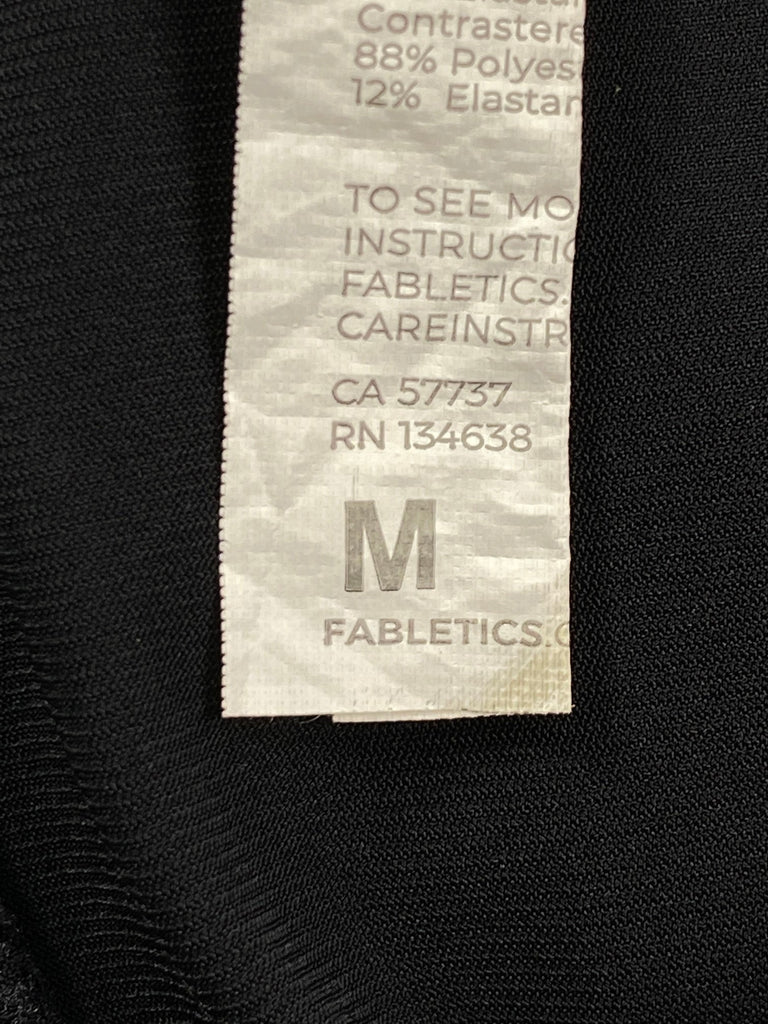 Contrastere
88% Polyes
12% Elastan
TO SEE MO
INSTRUCTIO
FABLETICS.
CAREINSTR
CA 57737
RN 134638
M
FABLETICS.C